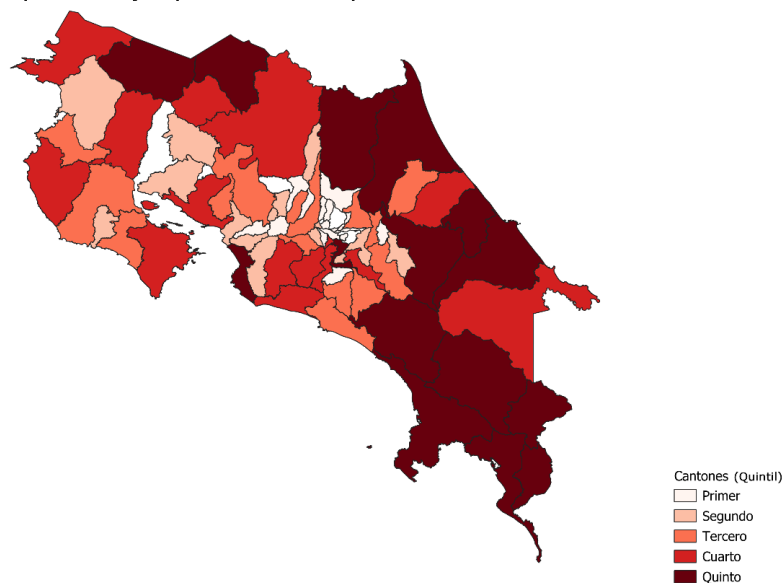 Cantones (Quintil)
Primer
Segundo
Tercero
Cuarto
Quinto